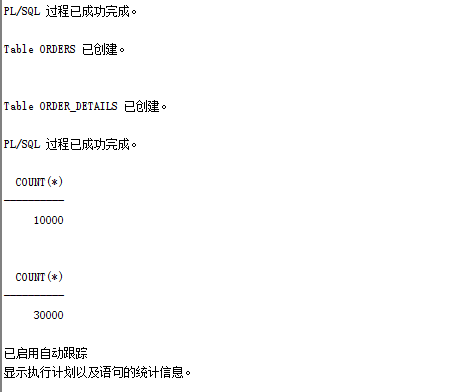 PL/SQL 过程已成功完成。
Table ORDERS 已创建。
Table ORDER_DETAILS 已创建。
PL/SQL 过程已成功完成。
COUNT(*)
----------
10000
COUNT(*)
----------
30000
已启用自动跟踪
显示执行计划以及语句的统计信息。